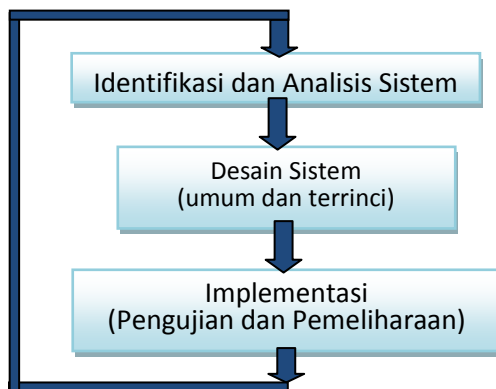 Identifikasi dan Analisis Sistem
Desain Sistem
(umum dan terrinci)
Implementasi
(Pengujian dan Pemeliharaan)